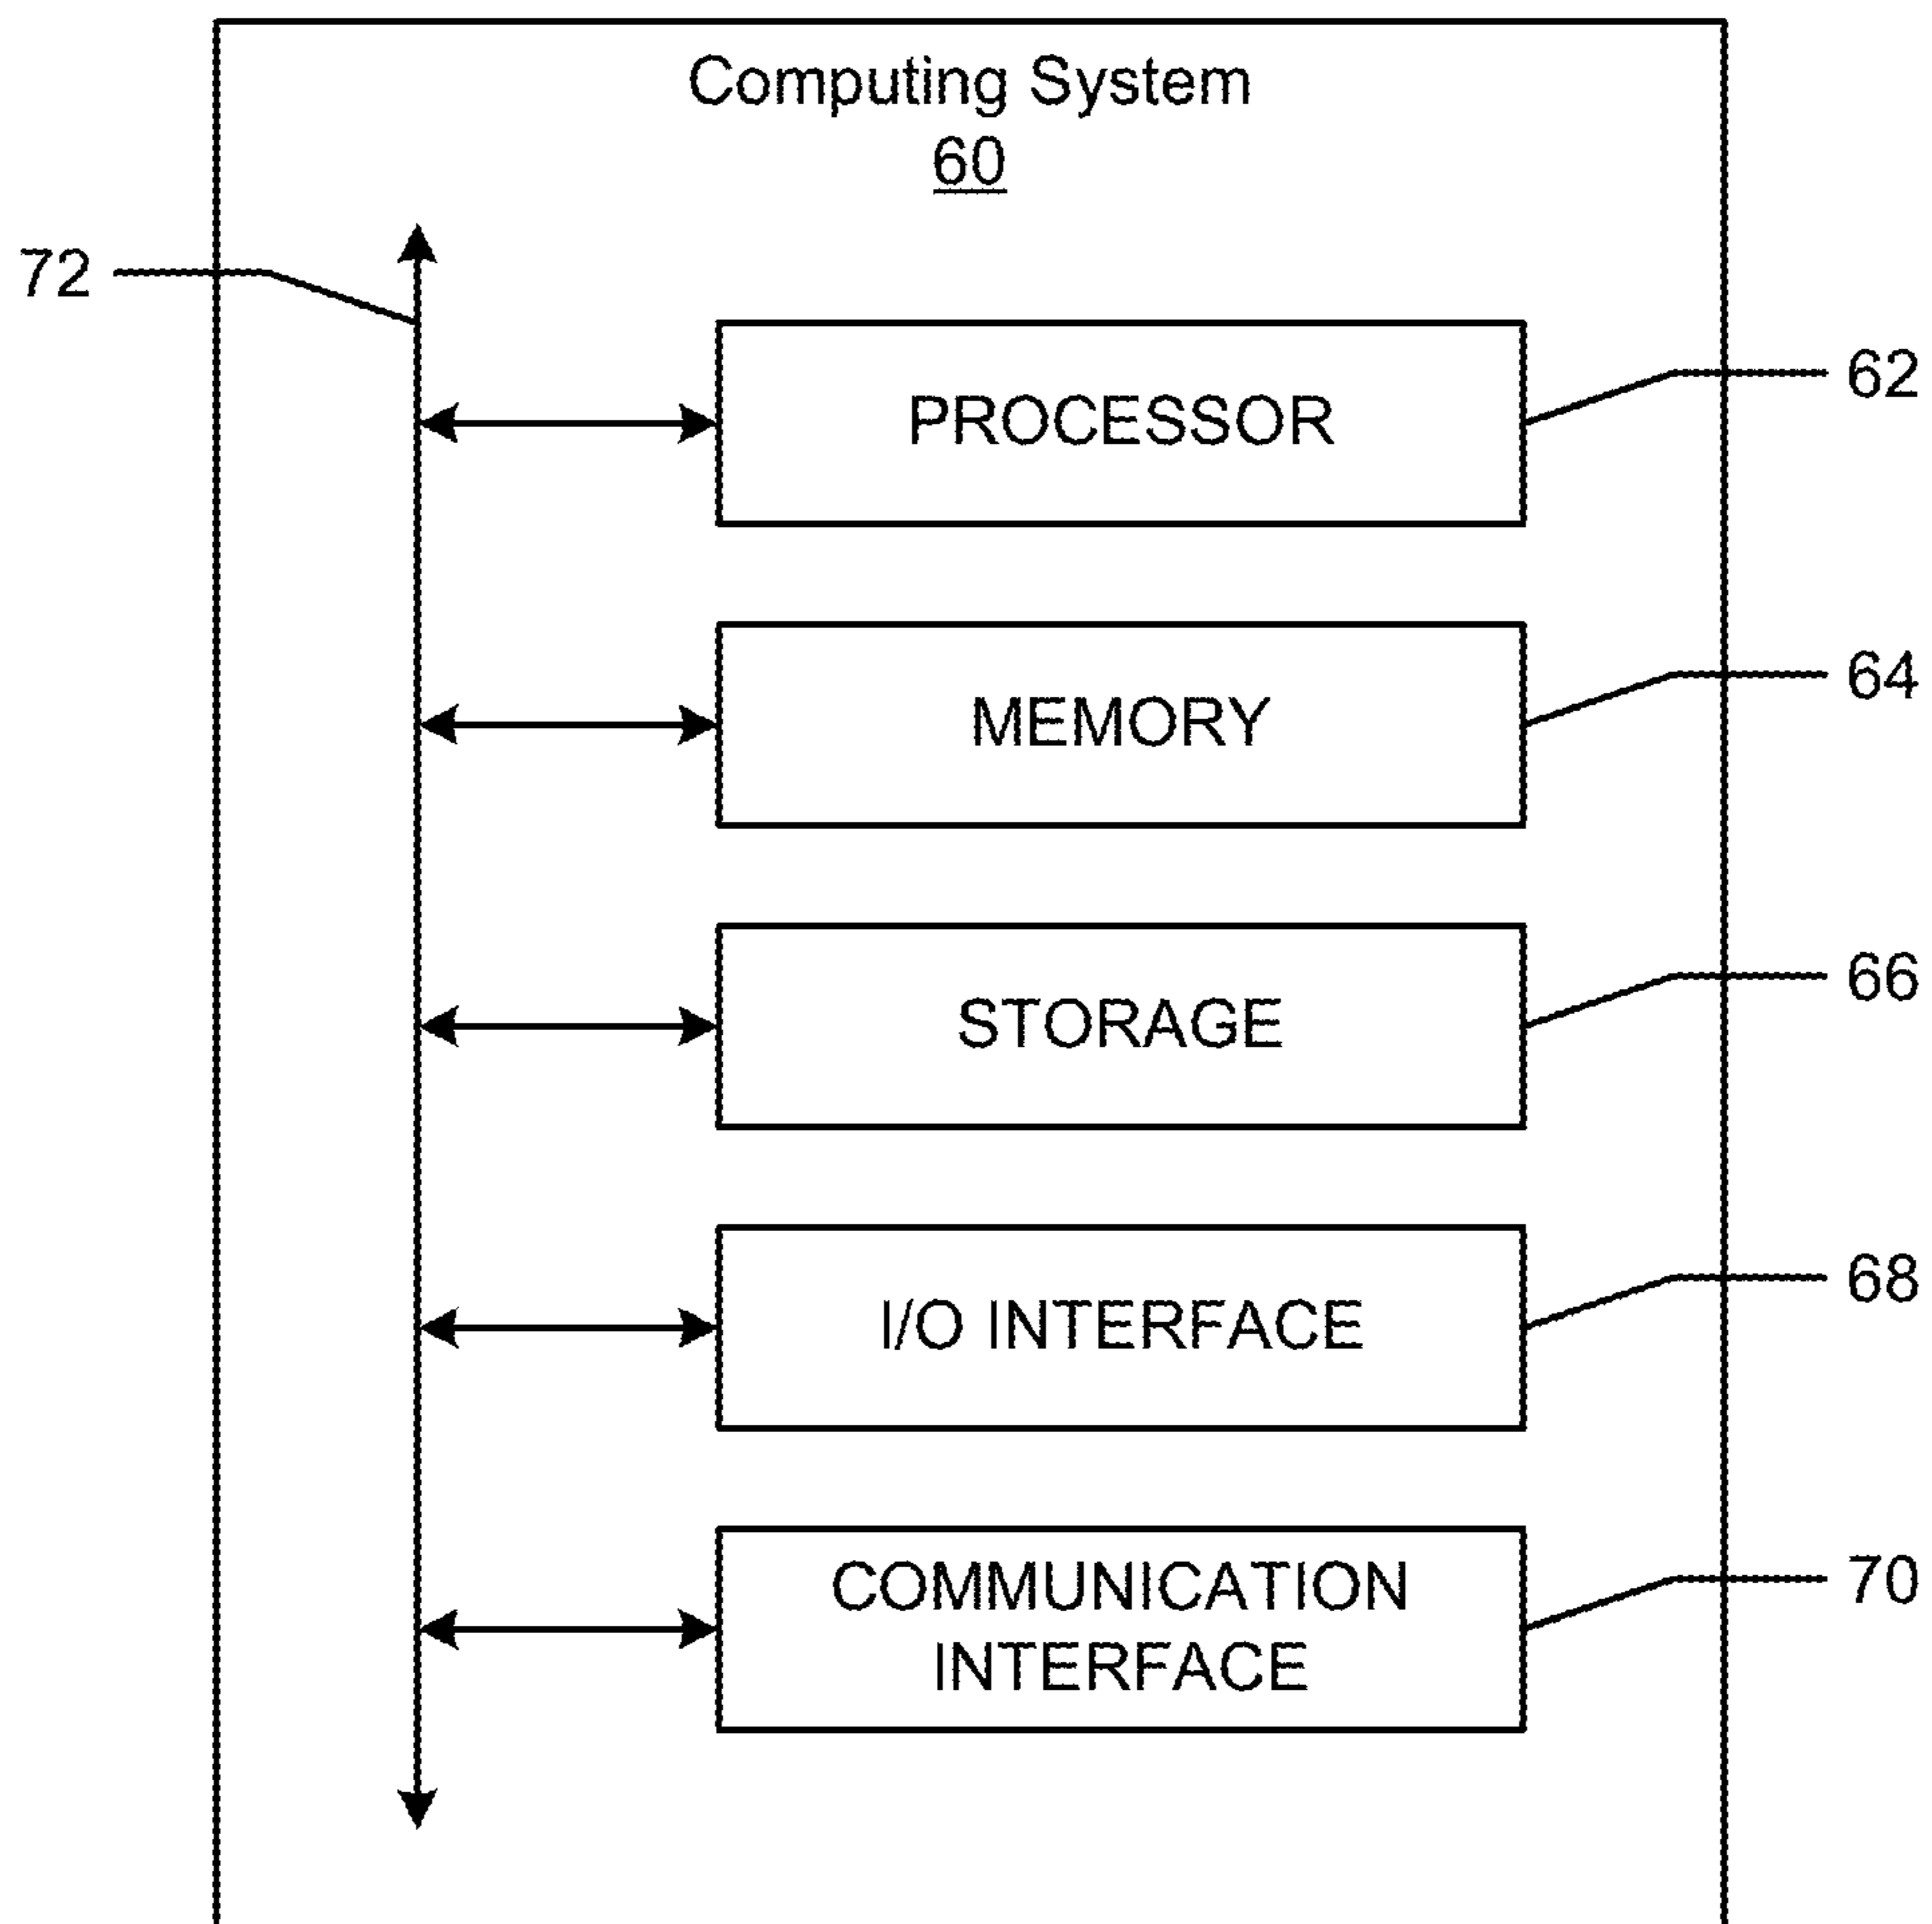 Computing System
60
72
PROCESSOR
62
MEMORY
64
STORAGE
66
I/O INTERFACE
68
COMMUNICATION
INTERFACE
70